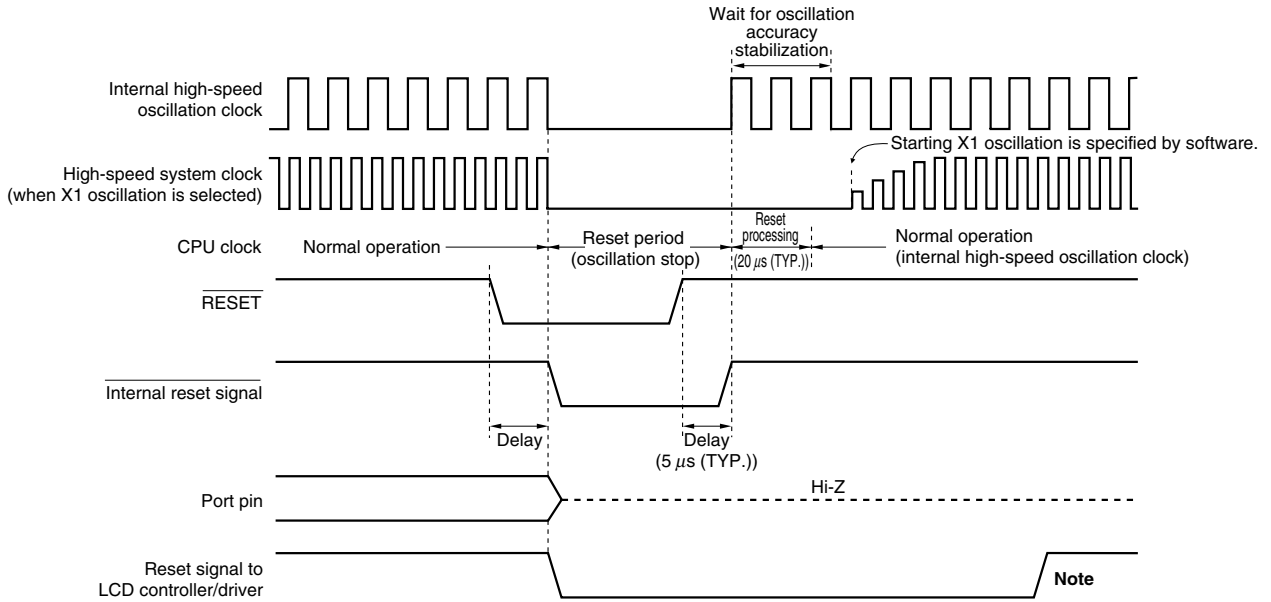 Wait for oscillation
accuracy
stabilization
Internal high-speed
oscillation clock
Starting X1 oscillation is specified by software.
High-speed system clock
(when X1 oscillation is selected)
CPU clock
Normal operation
Reset period
(oscillation stop)
Reset
processing
(20 μs (TYP.))
Normal operation
(internal high-speed oscillation clock)
RESET
Internal reset signal
Delay
Delay
(5 μs (TYP.))
Port pin
Hi-Z
Reset signal to
LCD controller/driver
Note